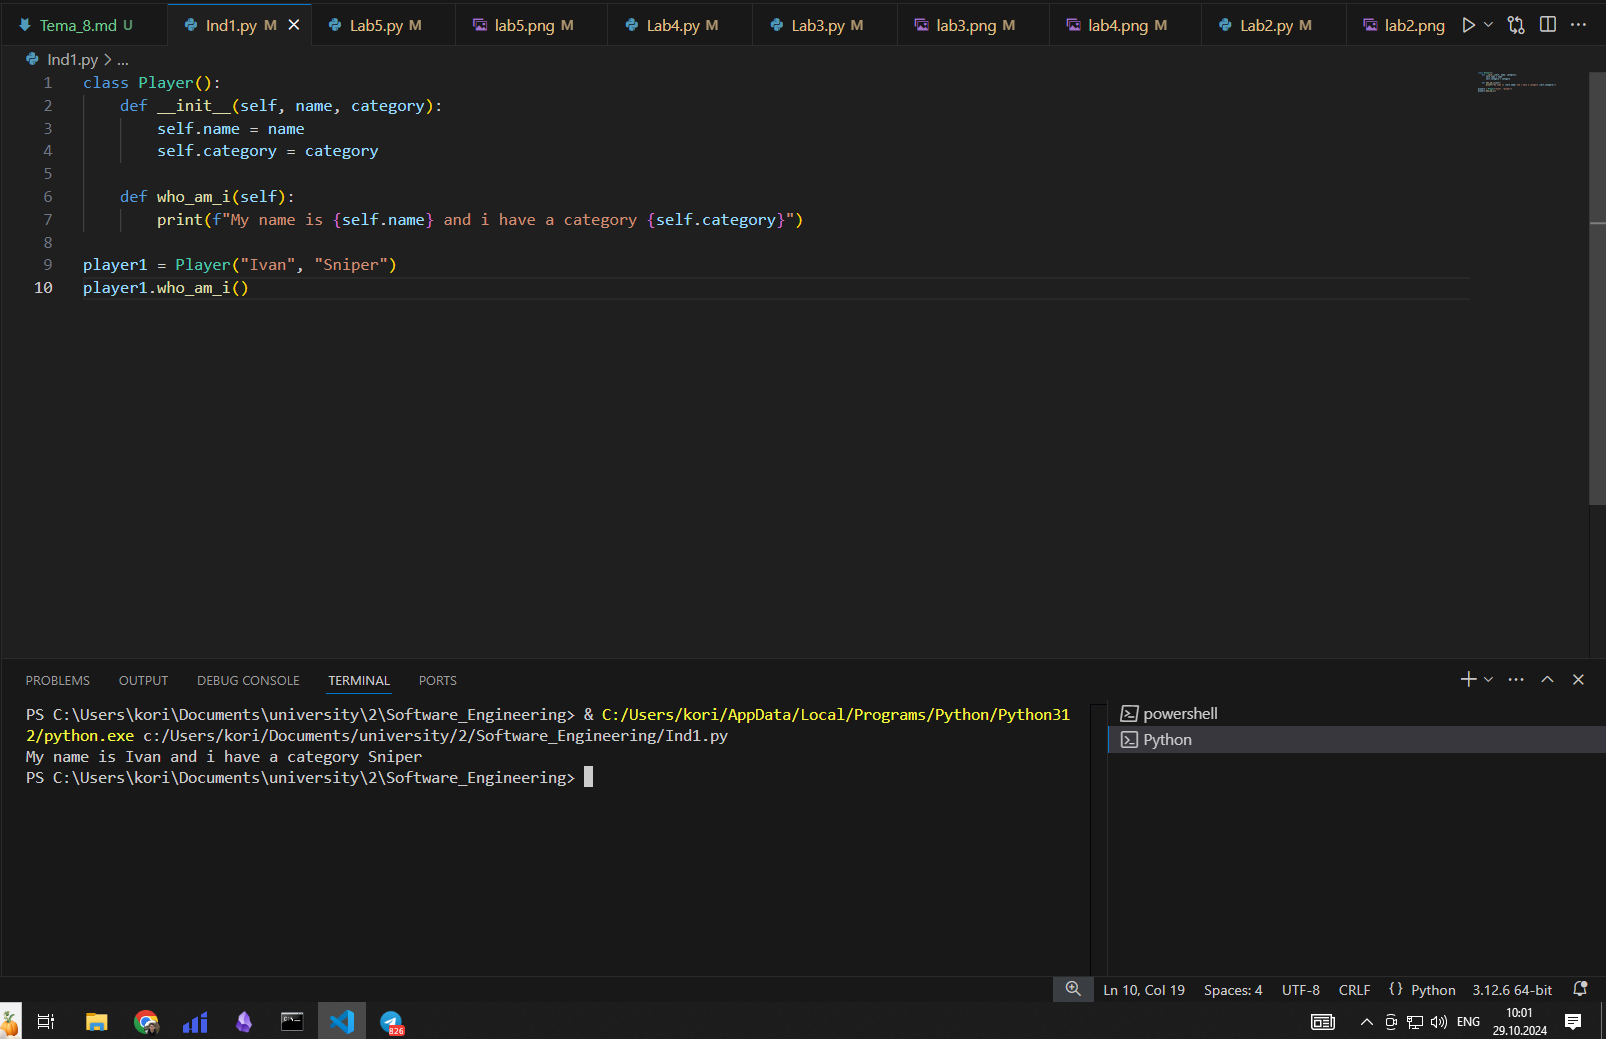 Tema_8.md U Ind1.py M Lab5.py M lab5.png M Lab4.py M Lab3.py M lab3.png M lab4.png M Lab2.py M lab2.png
Ind1.py > ...
1 class Player():
2 def __init__(self, name, category):
3 self.name = name
4 self.category = category
5
6 def who_am_i(self):
7 print(f"My name is {self.name} and i have a category {self.category}")
8
9 player1 = Player("Ivan", "Sniper")
10 player1.who_am_i()
PROBLEMS OUTPUT DEBUG CONSOLE TERMINAL PORTS
PS C:\Users\kori\Documents\university\2\Software_Engineering> & C:/Users/kori/AppData/Local/Programs/Python/Python31
2/python.exe c:/Users/kori/Documents/university/2/Software_Engineering/Ind1.py
My name is Ivan and i have a category Sniper
PS C:\Users\kori\Documents\university\2\Software_Engineering>
powershell
Python
Ln 10, Col 19 Spaces: 4 UTF-8 CRLF {} Python 3.12.6 64-bit
826
ENG
10:01
29.10.2024